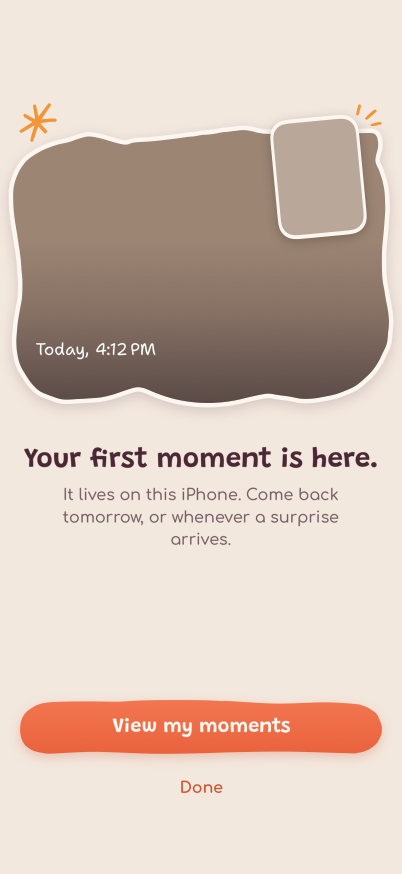 Today, 4:12 PM
Your first moment is here.
It lives on this iPhone. Come back
tomorrow, or whenever a surprise
arrives.
View my moments
Done